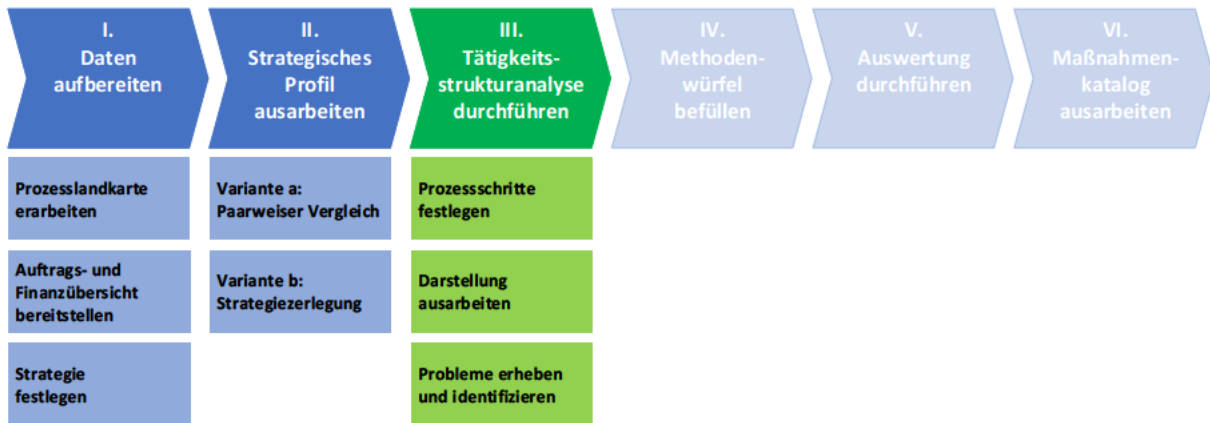 I.
Daten
aufbereiten
II.
Strategisches
Profil
ausarbeiten
III.
Tätigkeits-
strukturanalyse
durchführen
IV.
Methoden-
würfel
befüllen
V.
Auswertung
durchführen
VI.
Maßnahmen-
katalog
ausarbeiten
Prozesslandkarte
erarbeiten
Auftrags- und
Finanzübersicht
bereitstellen
Strategie
festlegen
Variante a:
Paarweiser Vergleich
Variante b:
Strategiezerlegung
Prozessschritte
festlegen
Darstellung
ausarbeiten
Probleme erheben
und identifizieren